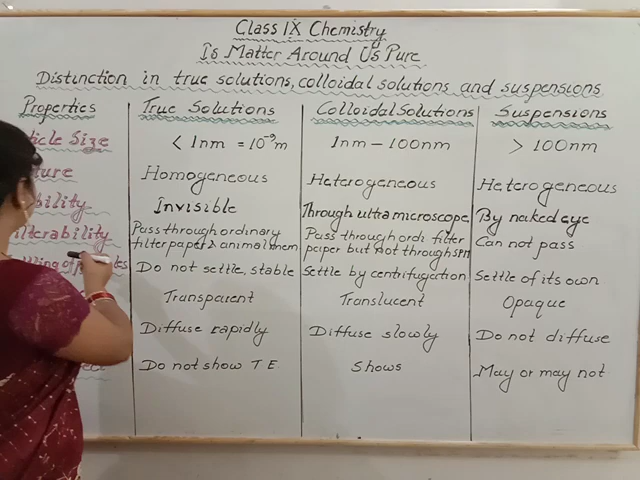 Class IX Chemistry
Is Matter Around Us Pure
Distinction in true solutions, colloidal solutions and suspensions
Properties True Solutions Colloidal Solutions Suspensions
icle Size < 1nm = 10⁻⁹m 1nm - 100nm > 100nm
ture Homogeneous Heterogeneous Heterogeneous
bility Invisible Through ultramicroscope By naked eye
ilterability Pass through ordinary Pass through ordi filter Can not pass
filter paper & animal mem paper but not through SPM
Do not settle, stable Settle by centrifugation Settle of its own
Transparent Translucent Opaque
Diffuse rapidly Diffuse slowly Do not diffuse
Do not show T E Shows May or may not